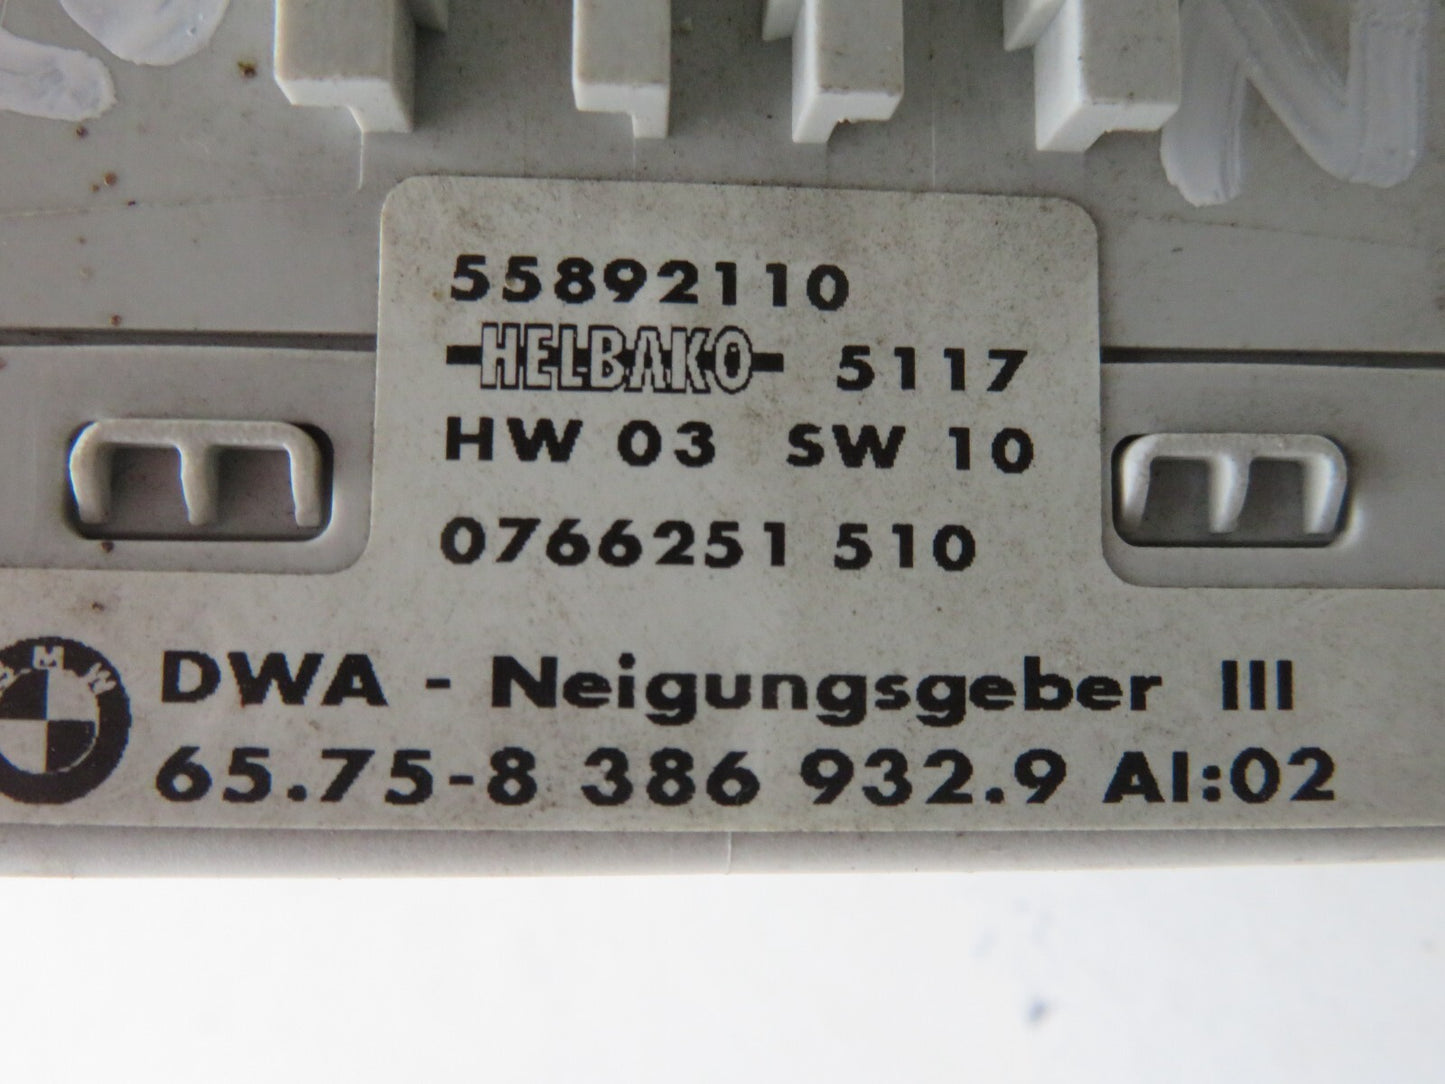 55892110
HELBAKO 5117
HW 03 SW 10
0766251 510
BMW
DWA - Neigungsgeber III
65.75-8 386 932.9 AI:02